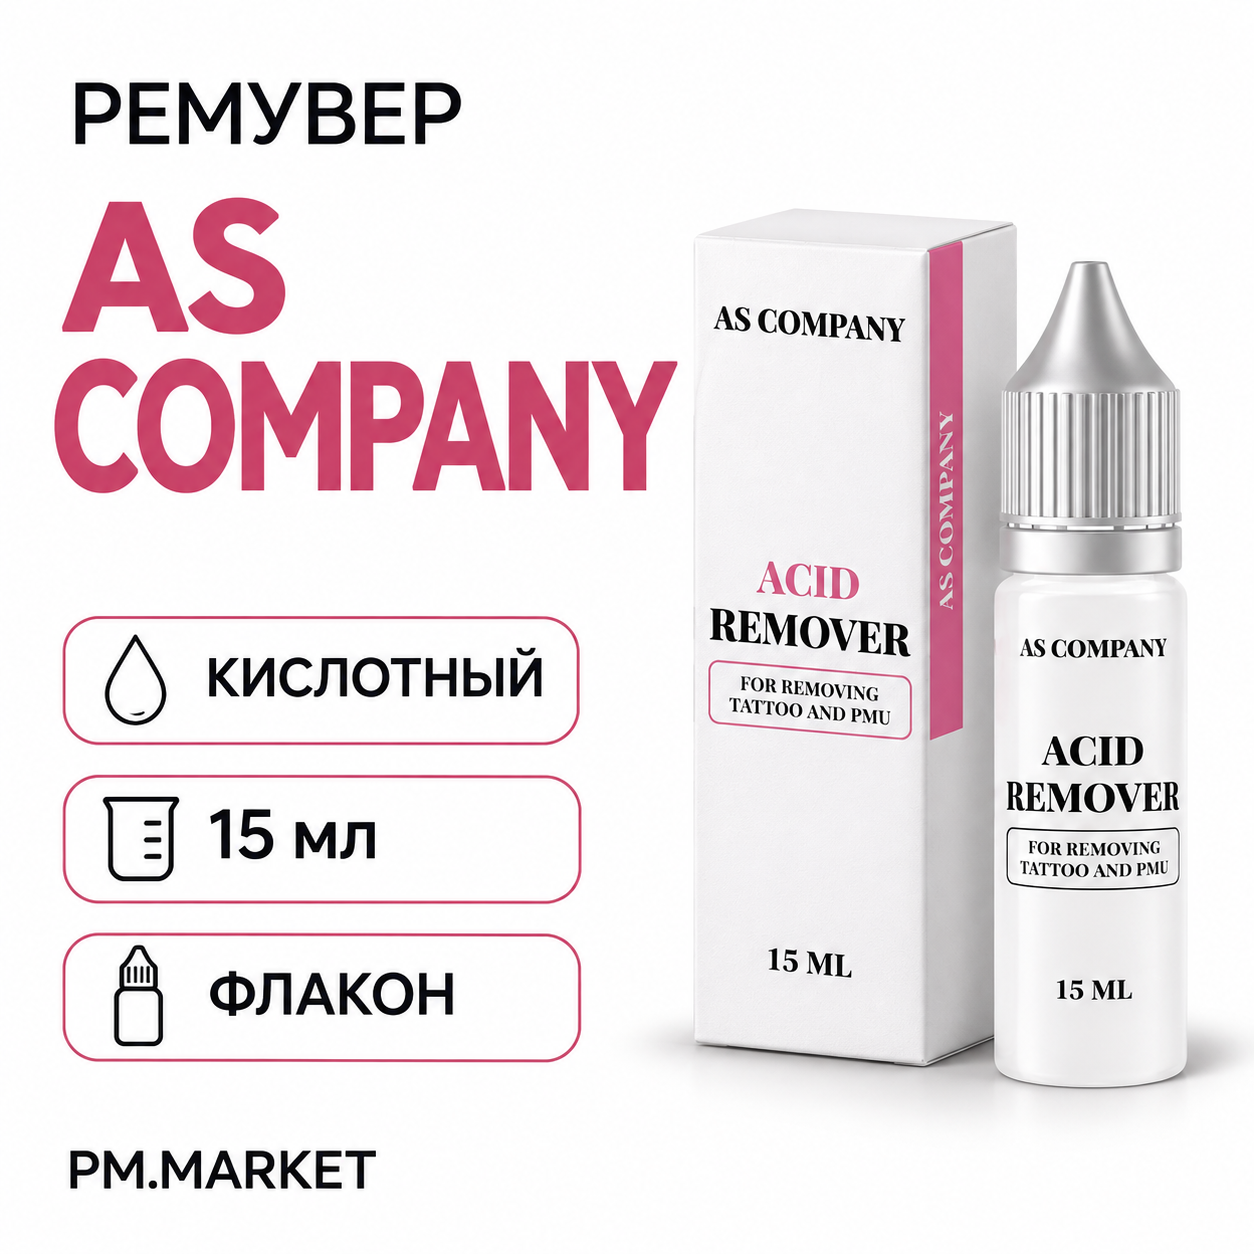 РЕМУВЕР
AS
COMPANY
КИСЛОТНЫЙ
15 мл
ФЛАКОН
PM.MARKET
AS COMPANY
ACID
REMOVER
FOR REMOVING
TATTOO AND PMU
15 ML
AS COMPANY
AS COMPANY
ACID
REMOVER
FOR REMOVING
TATTOO AND PMU
15 ML